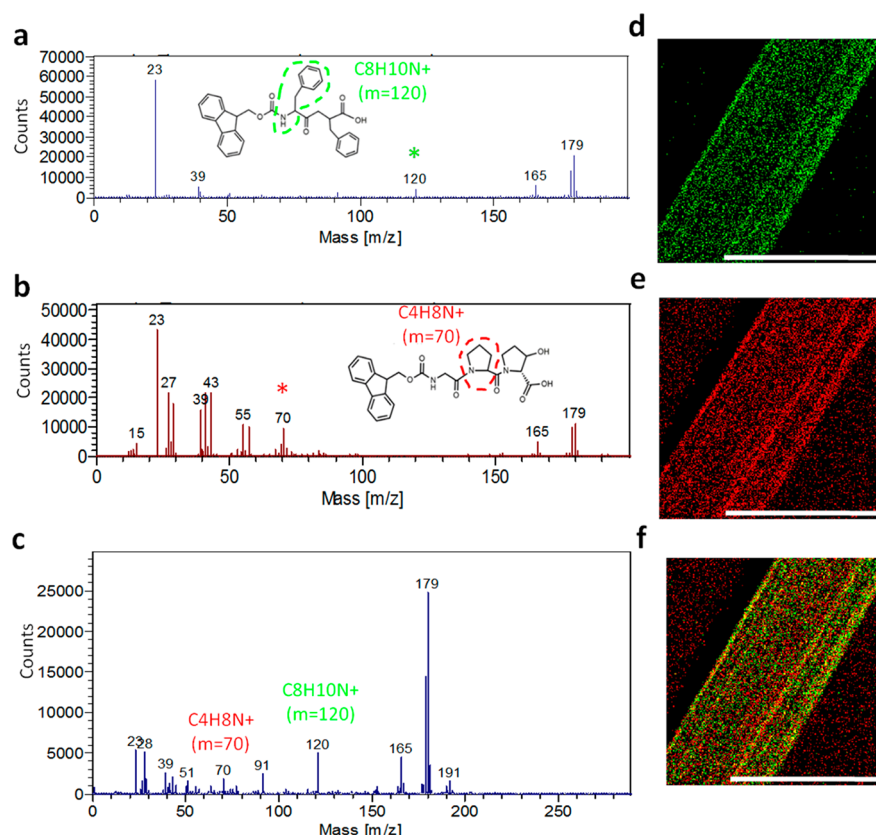 a
70000
60000
50000
40000
30000
20000
10000
0
Counts
23
39
*
120
165
179
C8H10N+
(m=120)
O
O
N
H
O
O
OH
0
50
100
150
Mass [m/z]
d
b
50000
40000
30000
20000
10000
0
Counts
15
23
27
39
43
55
*
70
165
179
C4H8N+
(m=70)
O
O
N
H
O
N
O
N
OH
O
OH
0
50
100
150
Mass [m/z]
e
c
25000
20000
15000
10000
5000
0
Counts
23
28
39
51
70
91
120
165
179
191
C4H8N+
(m=70)
C8H10N+
(m=120)
0
50
100
150
200
250
Mass [m/z]
f